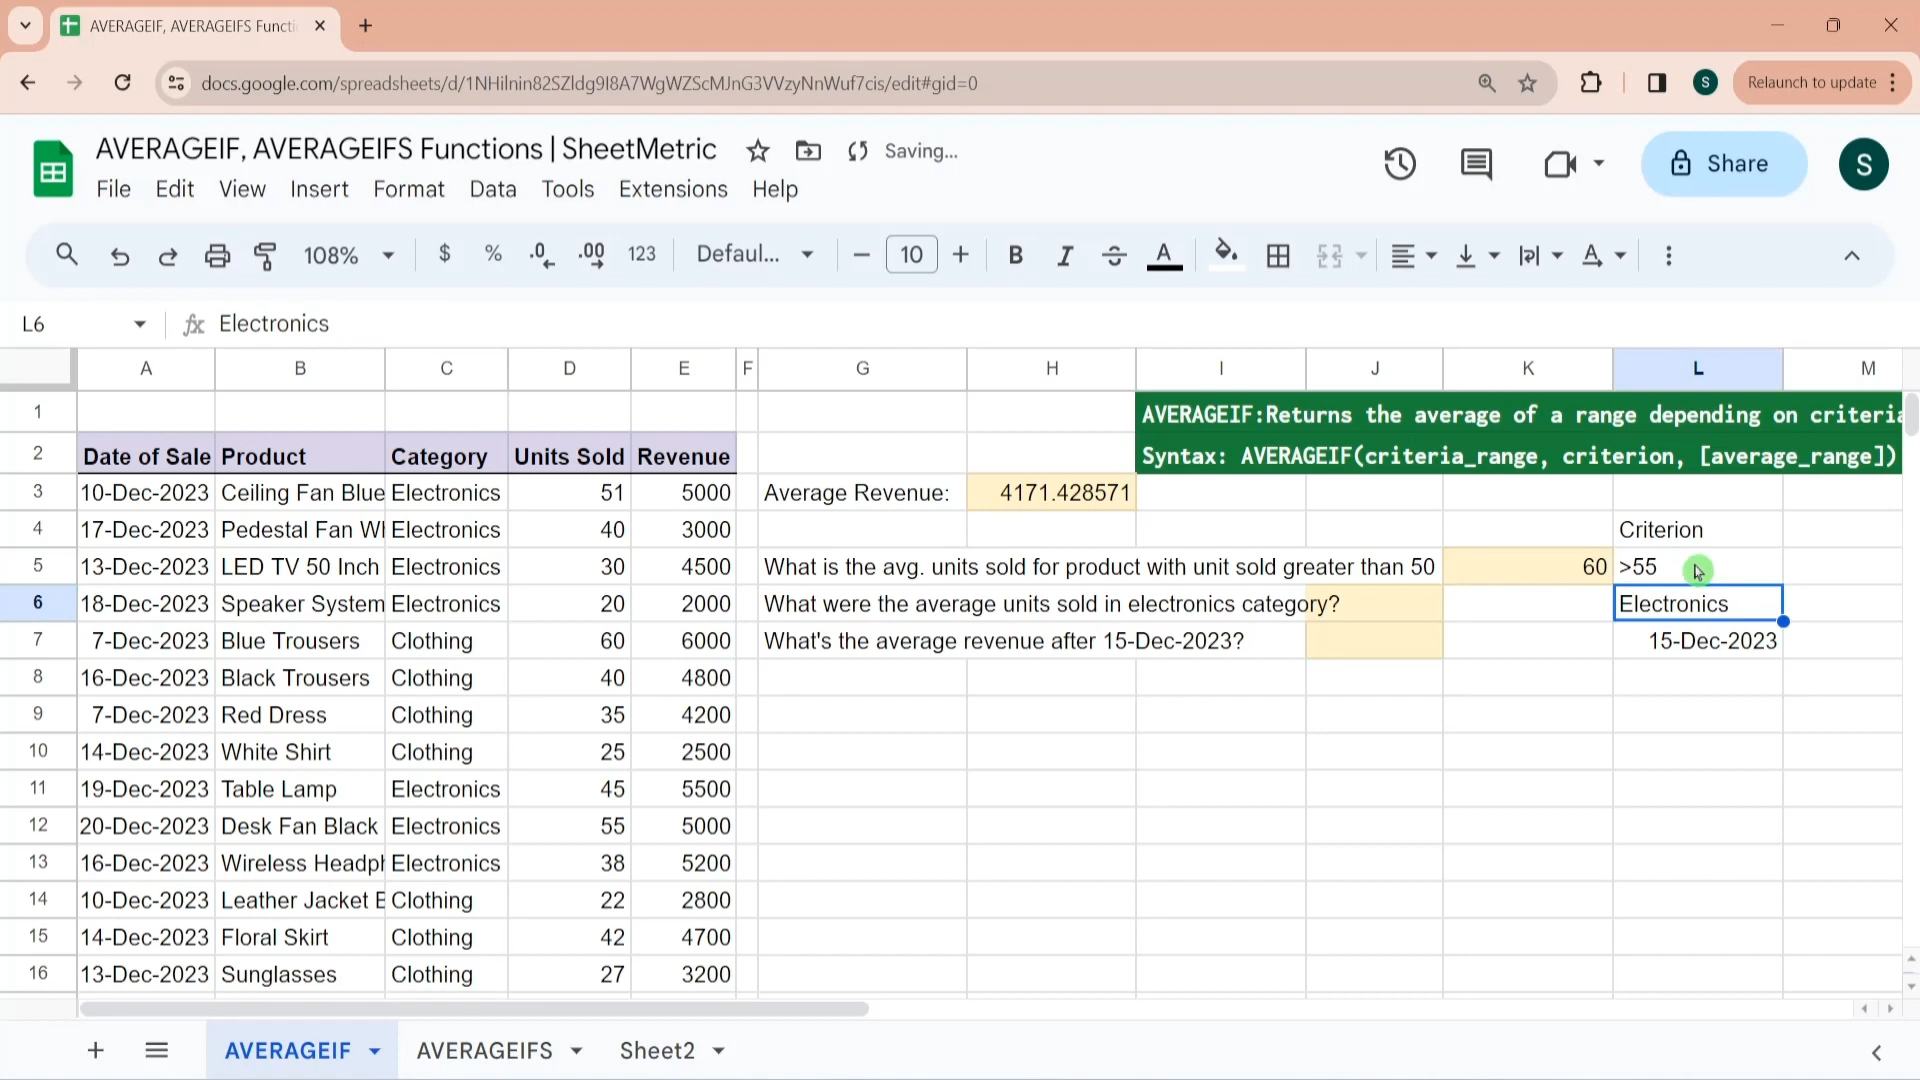 AVERAGEIF, AVERAGEIFS Functi
docs.google.com/spreadsheets/d/1NHilnin82SZldg9I8A7WgWZScMJnG3VVzyNnWuf7cis/edit#gid=0
S
Relaunch to update
AVERAGEIF, AVERAGEIFS Functions | SheetMetric
Saving...
File Edit View Insert Format Data Tools Extensions Help
Share
S
108% $ % .0 .00 123 Defaul... 10 B I A
L6 fx Electronics
A B C D E F G H I J K L M
1 AVERAGEIF:Returns the average of a range depending on criteria
2 Date of Sale Product Category Units Sold Revenue Syntax: AVERAGEIF(criteria_range, criterion, [average_range])
3 10-Dec-2023 Ceiling Fan Blue Electronics 51 5000 Average Revenue: 4171.428571
4 17-Dec-2023 Pedestal Fan Wl Electronics 40 3000 Criterion
5 13-Dec-2023 LED TV 50 Inch Electronics 30 4500 What is the avg. units sold for product with unit sold greater than 50 60 >55
6 18-Dec-2023 Speaker System Electronics 20 2000 What were the average units sold in electronics category? Electronics
7 7-Dec-2023 Blue Trousers Clothing 60 6000 What's the average revenue after 15-Dec-2023? 15-Dec-2023
8 16-Dec-2023 Black Trousers Clothing 40 4800
9 7-Dec-2023 Red Dress Clothing 35 4200
10 14-Dec-2023 White Shirt Clothing 25 2500
11 19-Dec-2023 Table Lamp Electronics 45 5500
12 20-Dec-2023 Desk Fan Black Electronics 55 5000
13 16-Dec-2023 Wireless Headpl Electronics 38 5200
14 10-Dec-2023 Leather Jacket E Clothing 22 2800
15 14-Dec-2023 Floral Skirt Clothing 42 4700
16 13-Dec-2023 Sunglasses Clothing 27 3200
AVERAGEIF AVERAGEIFS Sheet2